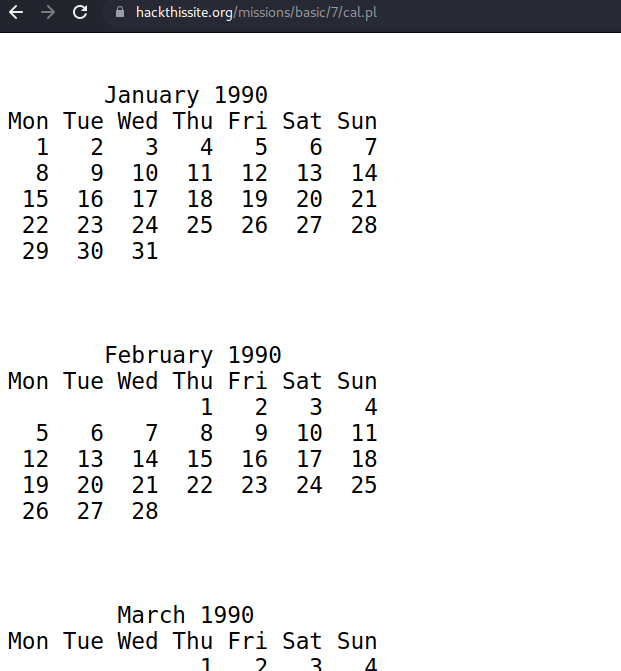 hackthissite.org/missions/basic/7/cal.pl
January 1990
Mon Tue Wed Thu Fri Sat Sun
1 2 3 4 5 6 7
8 9 10 11 12 13 14
15 16 17 18 19 20 21
22 23 24 25 26 27 28
29 30 31
February 1990
Mon Tue Wed Thu Fri Sat Sun
1 2 3 4
5 6 7 8 9 10 11
12 13 14 15 16 17 18
19 20 21 22 23 24 25
26 27 28
March 1990
Mon Tue Wed Thu Fri Sat Sun
1 2 3 4